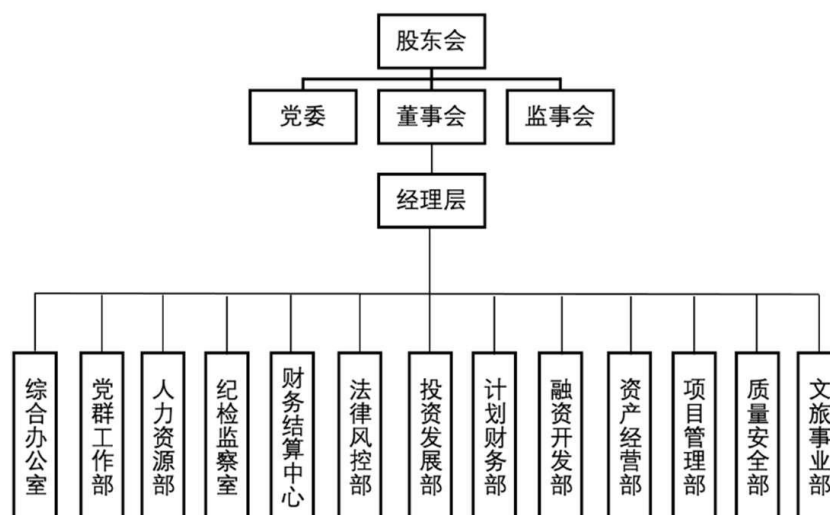 股东会
党委
董事会
监事会
经理层
综合办公室
党群工作部
人力资源部
纪检监察室
财务结算中心
法律风控部
投资发展部
计划财务部
融资开发部
资产经营部
项目管理部
质量安全部
文旅事业部